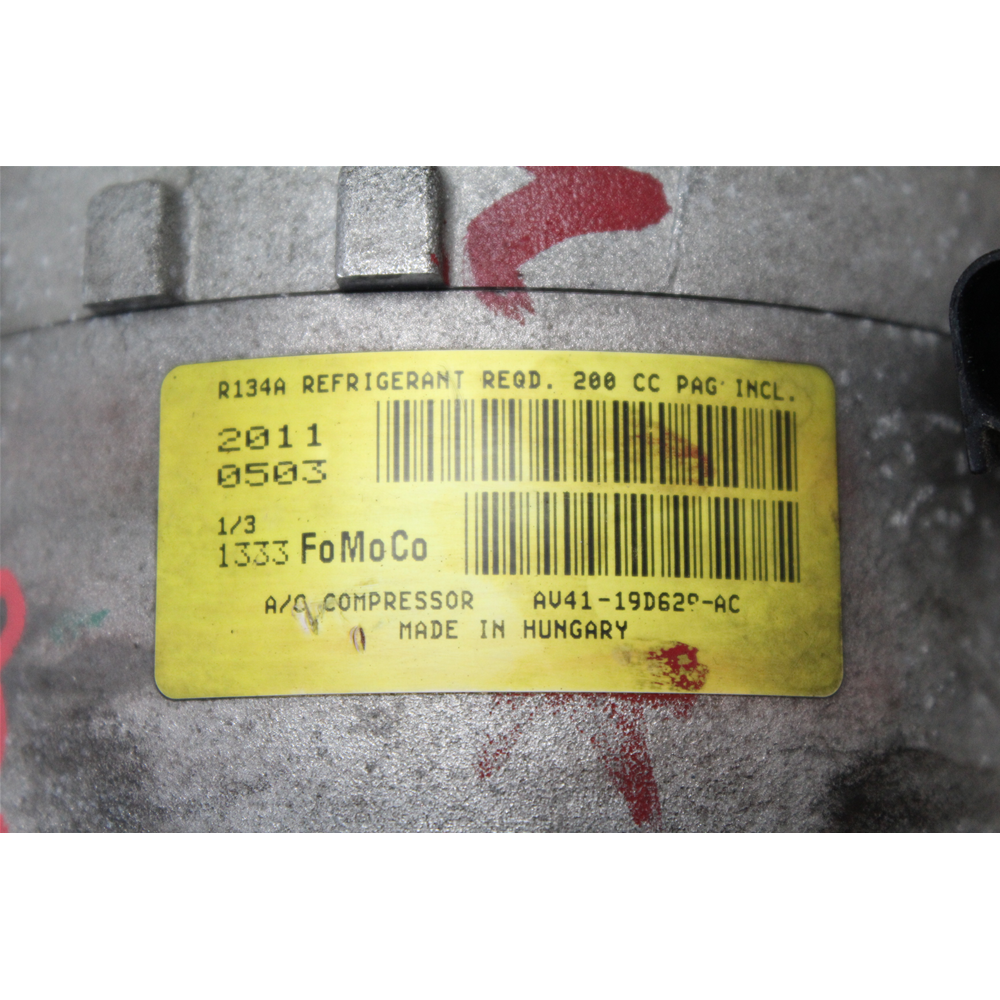 R134A REFRIGERANT REQD. 200 CC PAG INCL.
2011
0503
1/3
1333 FoMoCo
A/C COMPRESSOR AV41-19D629-AC
MADE IN HUNGARY